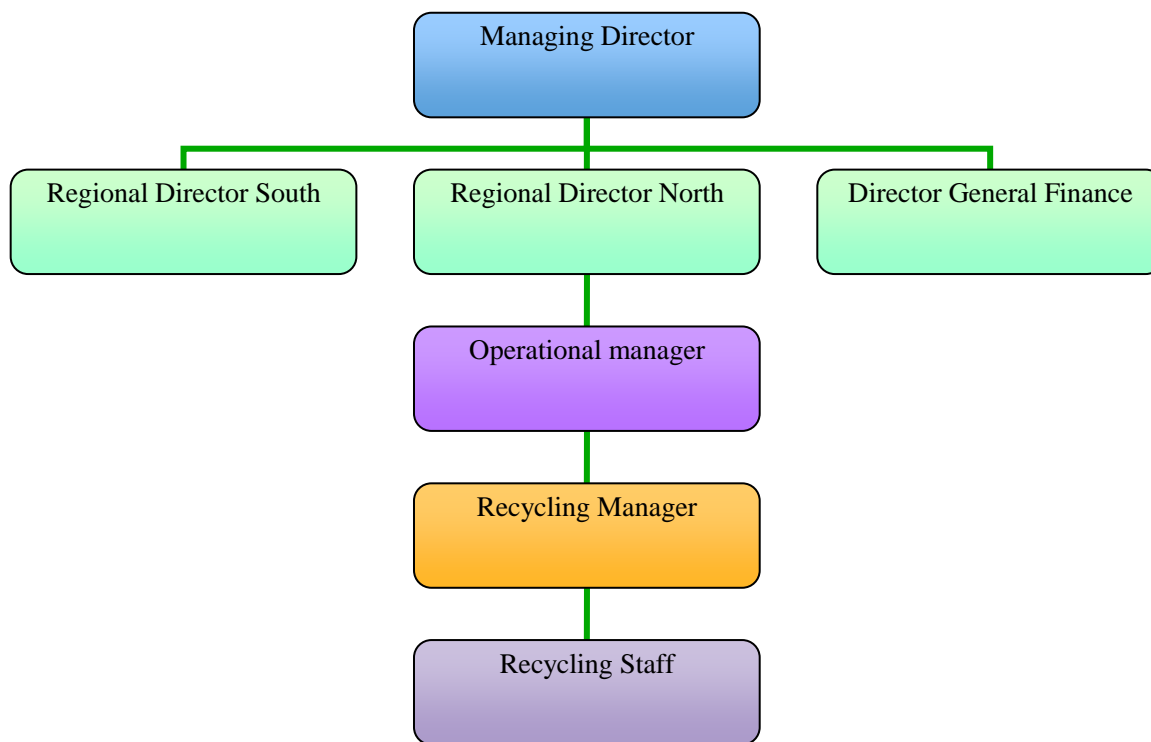 Managing Director
Regional Director South
Regional Director North
Director General Finance
Operational manager
Recycling Manager
Recycling Staff